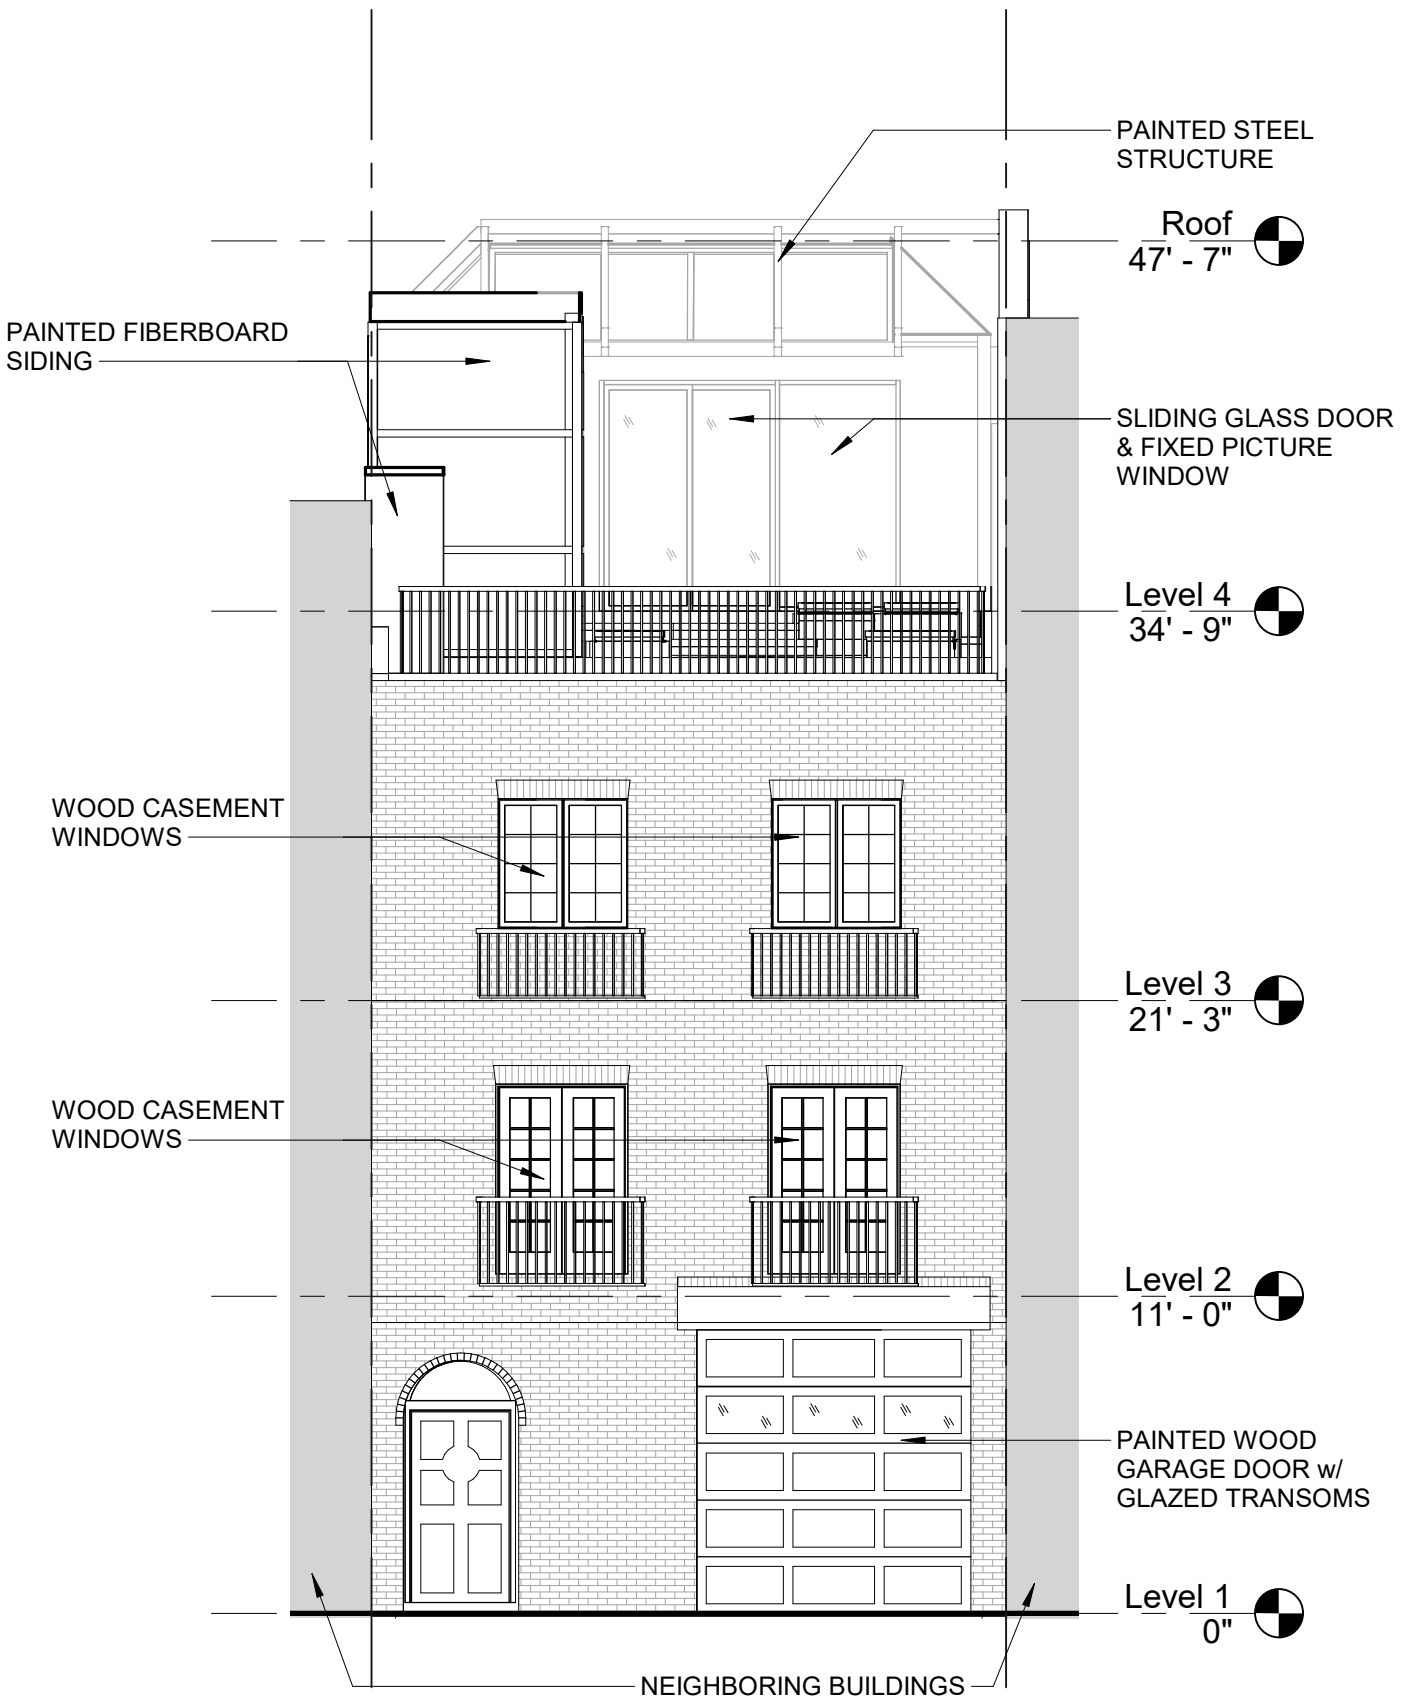 PAINTED STEEL
STRUCTURE
Roof
47' - 7"
PAINTED FIBERBOARD
SIDING
SLIDING GLASS DOOR
& FIXED PICTURE
WINDOW
Level 4
34' - 9"
WOOD CASEMENT
WINDOWS
Level 3
21' - 3"
WOOD CASEMENT
WINDOWS
Level 2
11' - 0"
PAINTED WOOD
GARAGE DOOR w/
GLAZED TRANSOMS
Level 1
0"
NEIGHBORING BUILDINGS